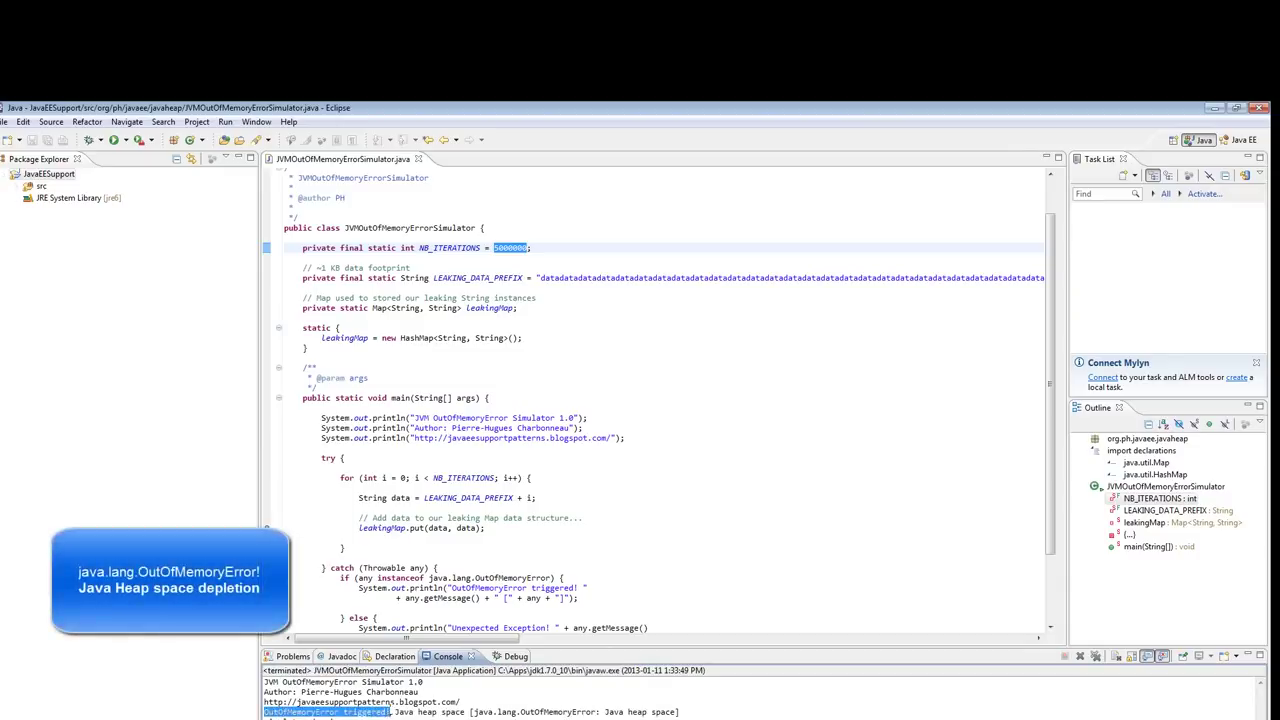 Java - JavaEESupport/src/org/ph/javaee/javaheap/JVMOutOfMemoryErrorSimulator.java - Eclipse
Edit Source Refactor Navigate Search Project Run Window Help
Java Java EE
Package Explorer
JavaEESupport
src
JRE System Library [jre6]
JVMOutOfMemoryErrorSimulator.java
* JVMOutOfMemoryErrorSimulator
*
* @author PH
*
*/
public class JVMOutOfMemoryErrorSimulator {
private final static int NB_ITERATIONS = 5000000;
// ~1 KB data footprint
private final static String LEAKING_DATA_PREFIX = "datadatadatadatadatadatadatadatadatadatadatadatadatadatadatadatadatadatadatadatadatadatadatadatadatadata
// Map used to stored our leaking String instances
private static Map<String, String> leakingMap;
static {
leakingMap = new HashMap<String, String>();
}
/**
* @param args
*/
public static void main(String[] args) {
System.out.println("JVM OutOfMemoryError Simulator 1.0");
System.out.println("Author: Pierre-Hugues Charbonneau");
System.out.println("http://javaeesupportpatterns.blogspot.com/");
try {
for (int i = 0; i < NB_ITERATIONS; i++) {
String data = LEAKING_DATA_PREFIX + i;
// Add data to our leaking Map data structure...
leakingMap.put(data, data);
}
} catch (Throwable any) {
if (any instanceof java.lang.OutOfMemoryError) {
System.out.println("OutOfMemoryError triggered! "
+ any.getMessage() + " [" + any + "]");
} else {
System.out.println("Unexpected Exception! " + any.getMessage()
java.lang.OutOfMemoryError!
Java Heap space depletion
Task List
Find All Activate...
Connect Mylyn
Connect to your task and ALM tools or create a
local task.
Outline
org.ph.javaee.javaheap
import declarations
java.util.Map
java.util.HashMap
JVMOutOfMemoryErrorSimulator
NB_ITERATIONS : int
LEAKING_DATA_PREFIX : String
leakingMap : Map<String, String>
{...}
main(String[]) : void
Problems Javadoc Declaration Console Debug
<terminated> JVMOutOfMemoryErrorSimulator [Java Application] C:\Apps\jdk1.7.0_10\bin\javaw.exe (2013-01-11 1:33:49 PM)
JVM OutOfMemoryError Simulator 1.0
Author: Pierre-Hugues Charbonneau
http://javaeesupportpatterns.blogspot.com/
OutOfMemoryError triggered! Java heap space [java.lang.OutOfMemoryError: Java heap space]